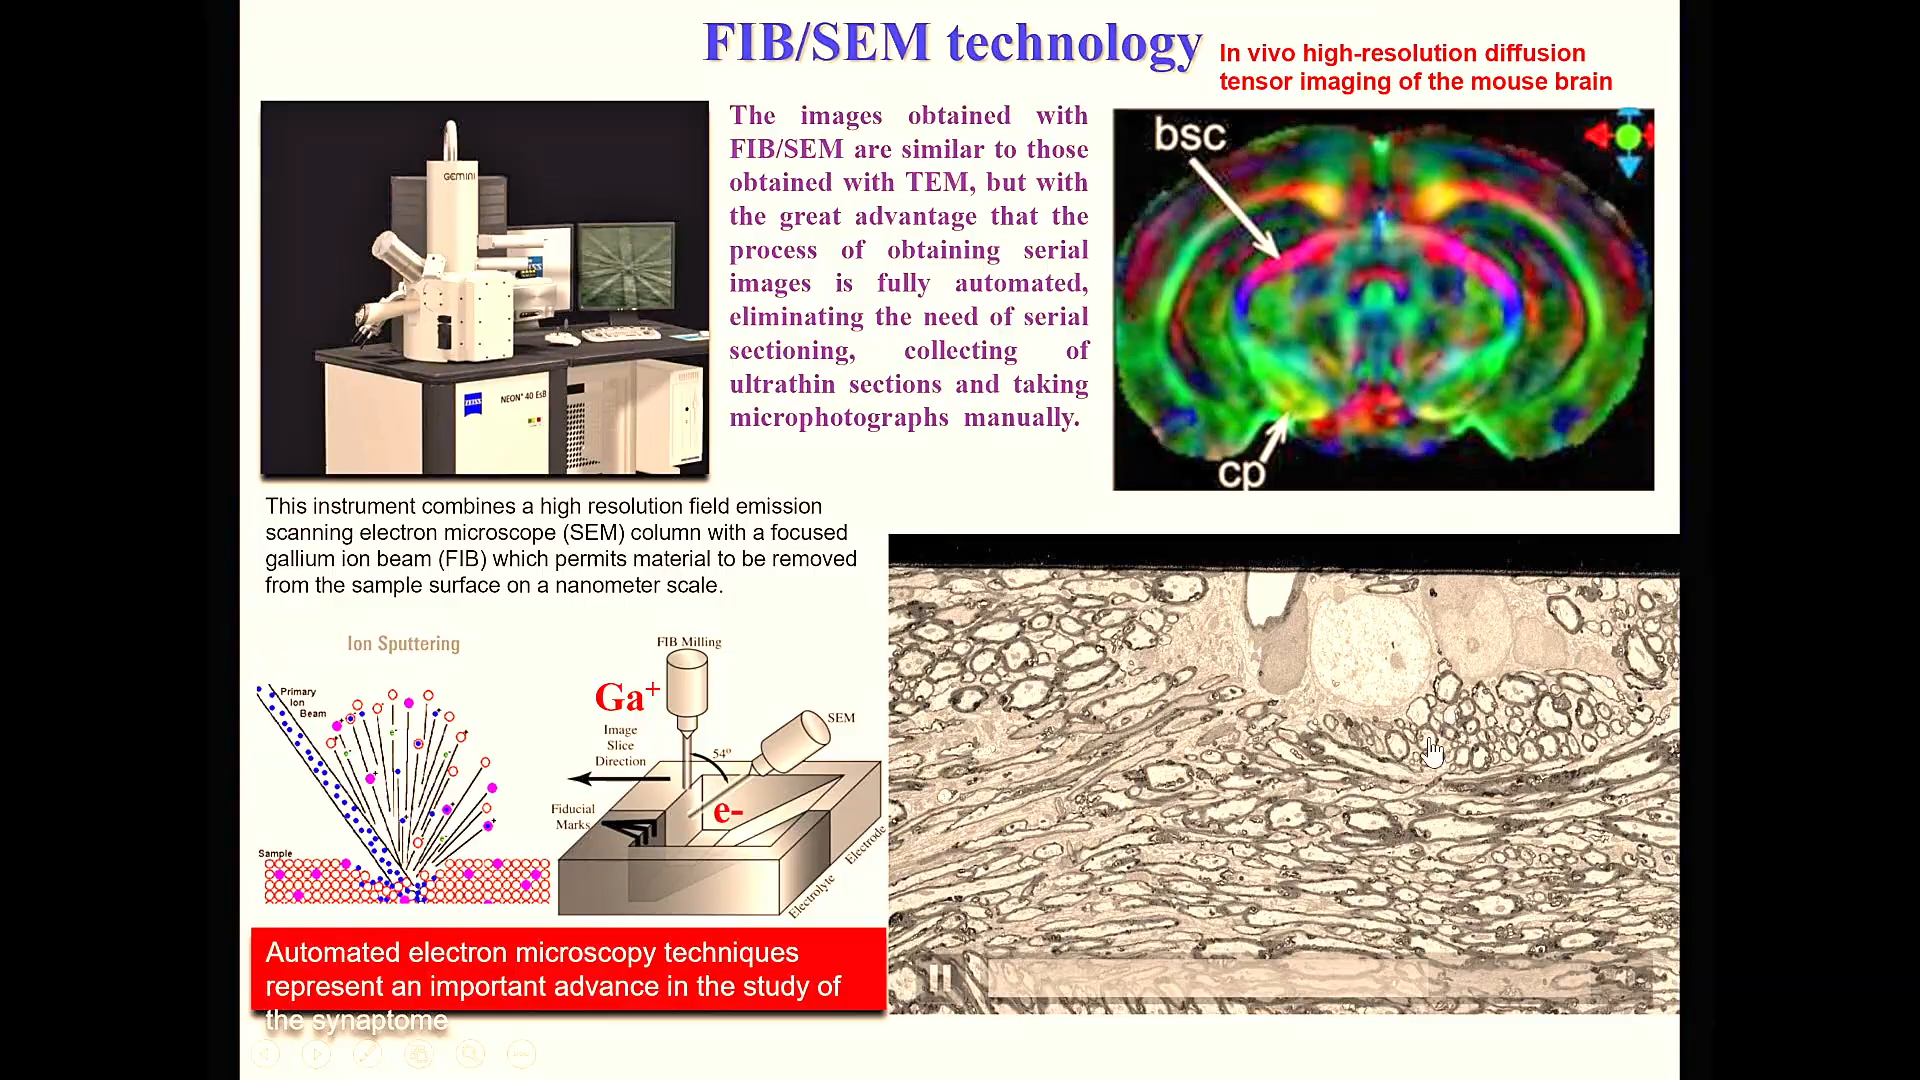 FIB/SEM technology
In vivo high-resolution diffusion
tensor imaging of the mouse brain
The images obtained with
FIB/SEM are similar to those
obtained with TEM, but with
the great advantage that the
process of obtaining serial
images is fully automated,
eliminating the need of serial
sectioning, collecting of
ultrathin sections and taking
microphotographs manually.
GEMINI
ZEISS
NEON® 40 EsB
bsc
cp
This instrument combines a high resolution field emission
scanning electron microscope (SEM) column with a focused
gallium ion beam (FIB) which permits material to be removed
from the sample surface on a nanometer scale.
Ion Sputtering
Primary
Ion
Beam
Sample
FIB Milling
Ga+
SEM
Image
Slice
Direction
54°
Fiducial
Marks
e-
Electrode
Electrolyte
Automated electron microscopy techniques
represent an important advance in the study of
the synaptome